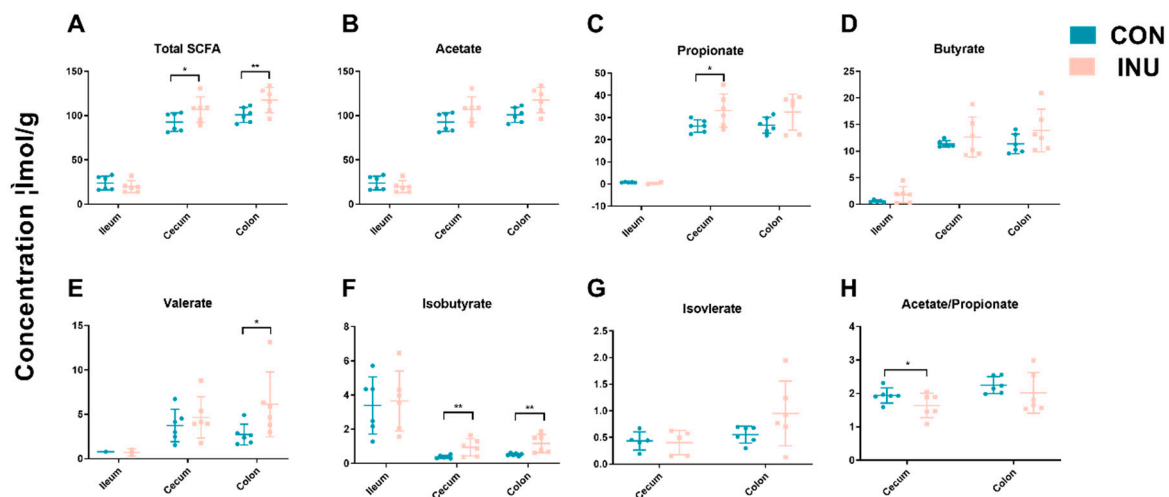 Concentration ¦Ìmol/g
A
Total SCFA
150
100
50
0
*
**
Ileum
Cecum
Colon
B
Acetate
150
100
50
0
Ileum
Cecum
Colon
C
Propionate
50
40
30
20
10
0
-10
*
Ileum
Cecum
Colon
D
Butyrate
25
20
15
10
5
0
Ileum
Cecum
Colon
CON
INU
E
Valerate
15
10
5
0
*
Ileum
Cecum
Colon
F
Isobutyrate
8
6
4
2
0
**
**
Ileum
Cecum
Colon
G
Isovlerate
2.5
2.0
1.5
1.0
0.5
0.0
Cecum
Colon
H
Acetate/Propionate
4
3
2
1
0
*
Cecum
Colon